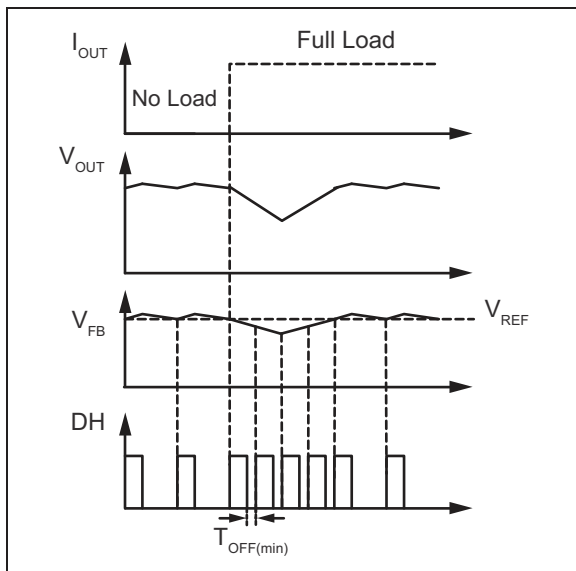 I_OUT
Full Load
No Load
V_OUT
V_FB
V_REF
DH
T_OFF(min)